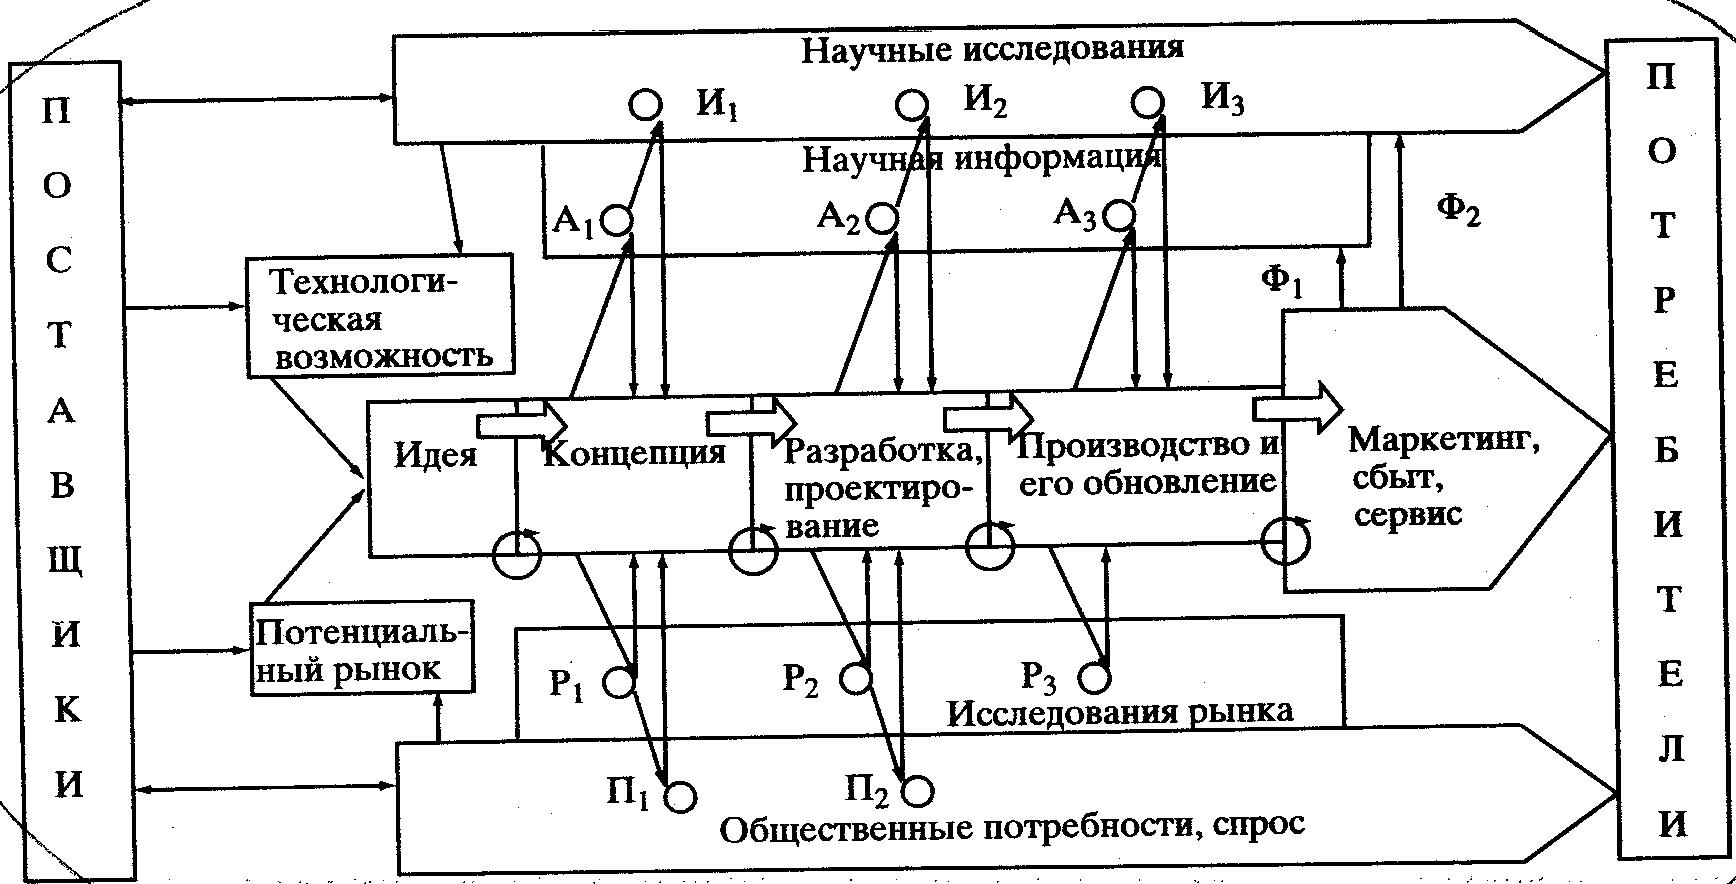 ПОСТАВЩИКИ
Научные исследования
И1
И2
И3
Научная информация
А1
А2
А3
Ф2
Ф1
Технологи-
ческая
возможность
Идея
Концепция
Разработка,
проектиро-
вание
Производство и
его обновление
Маркетинг,
сбыт,
сервис
Потенциаль-
ный рынок
Р1
Р2
Р3
Исследования рынка
П1
П2
Общественные потребности, спрос
ПОТРЕБИТЕЛИ